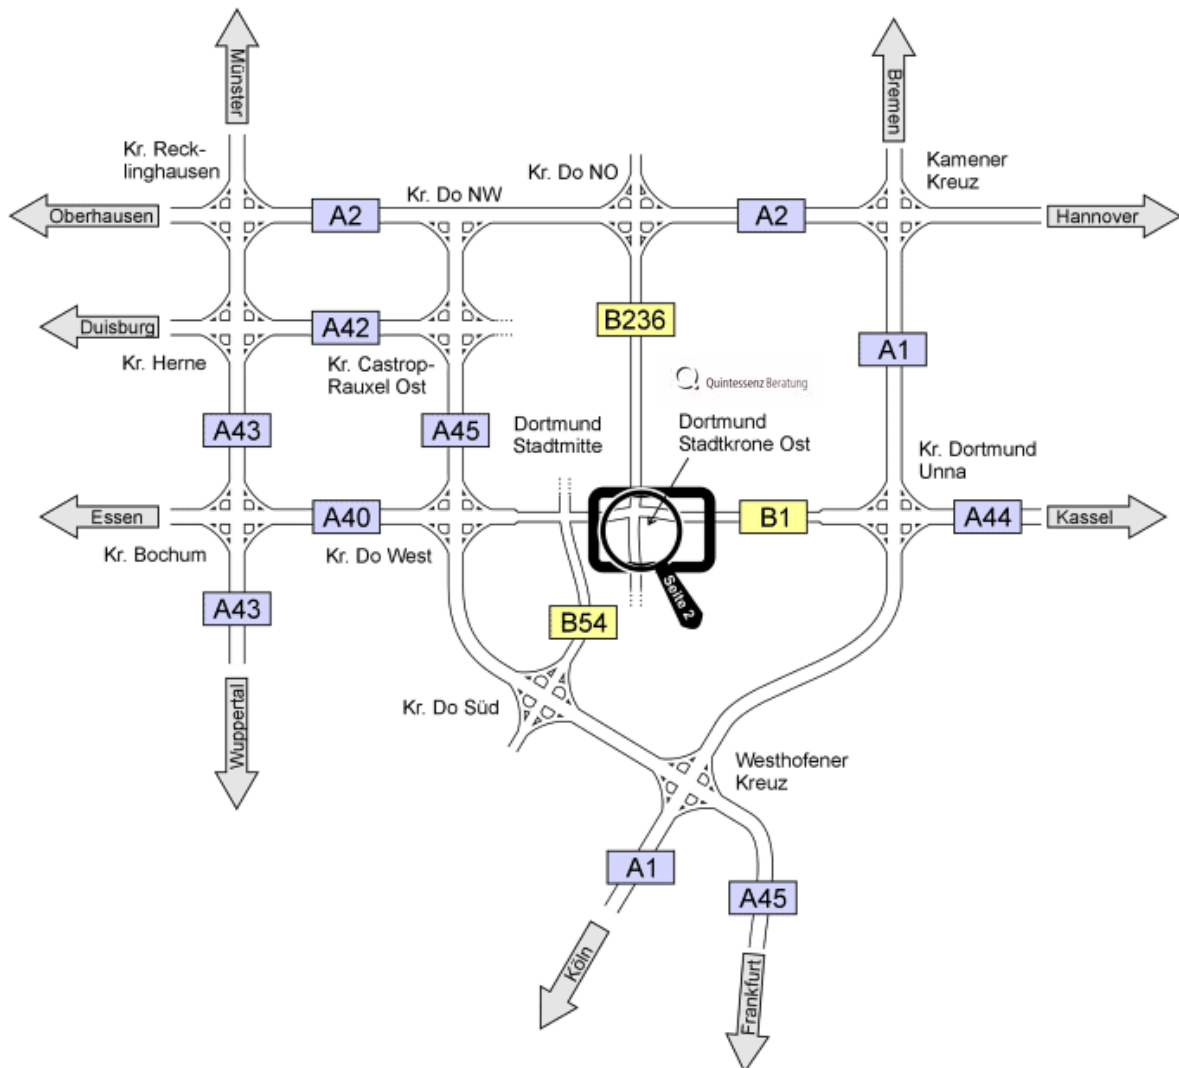 Münster
Bremen
Kr. Reck-
linghausen
Kr. Do NO
Kamener
Kreuz
Kr. Do NW
Oberhausen
A2
A2
Hannover
Duisburg
A42
B236
A1
Kr. Herne
Kr. Castrop-
Rauxel Ost
Quintessenz Beratung
A43
A45
Dortmund
Stadtmitte
Dortmund
Stadtkrone Ost
Kr. Dortmund
Unna
Essen
A40
B1
A44
Kassel
Kr. Bochum
Kr. Do West
Seite 2
A43
B54
Kr. Do Süd
Wuppertal
Westhofener
Kreuz
A1
A45
Köln
Frankfurt